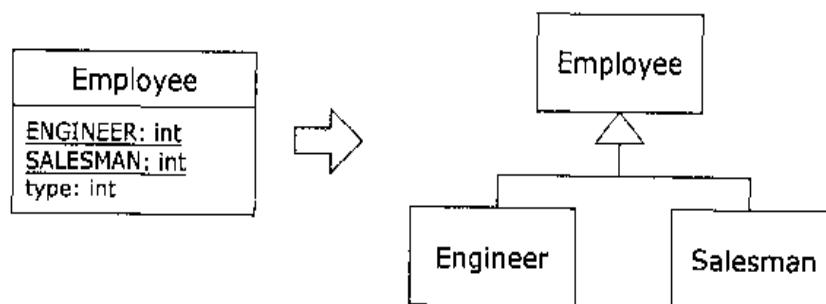 Employee
ENGINEER: int
SALESMAN: int
type: int
Employee
Engineer
Salesman